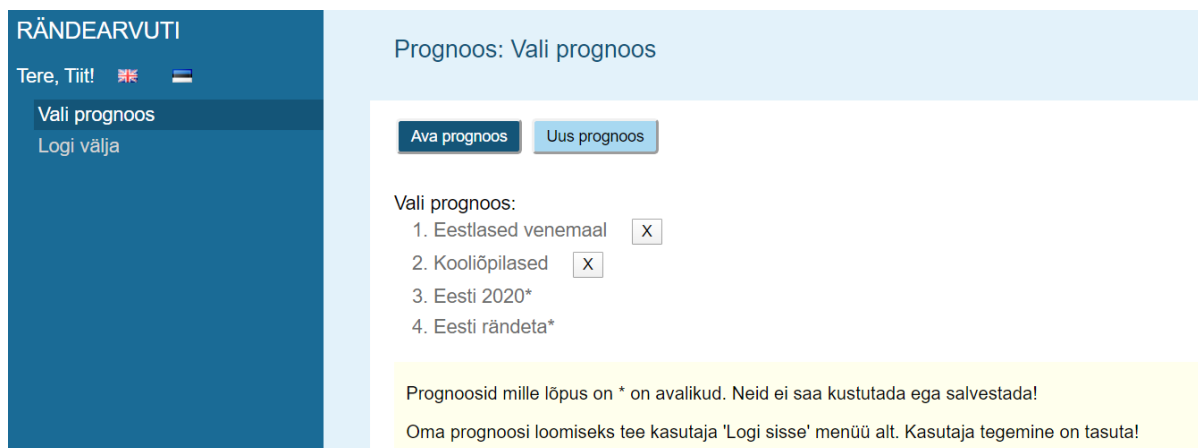 RÄNDEARVUTI
Tere, Tiit!
Vali prognoos
Logi välja
Prognoos: Vali prognoos
Ava prognoos Uus prognoos
Vali prognoos:
1. Eestlased venemaal X
2. Kooliõpilased X
3. Eesti 2020*
4. Eesti rändeta*
Prognoosid mille lõpus on * on avalikud. Neid ei saa kustutada ega salvestada!
Oma prognoosi loomiseks tee kasutaja 'Logi sisse' menüü alt. Kasutaja tegemine on tasuta!